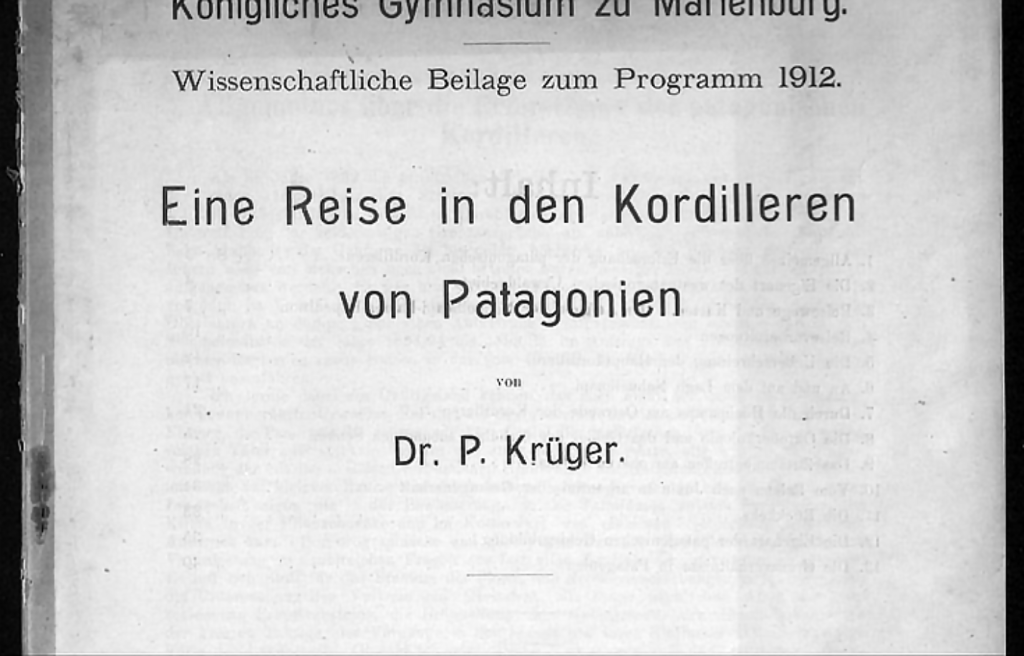 Königliches Gymnasium zu Marienburg.
Wissenschaftliche Beilage zum Programm 1912.
Eine Reise in den Kordilleren
von Patagonien
von
Dr. P. Krüger.